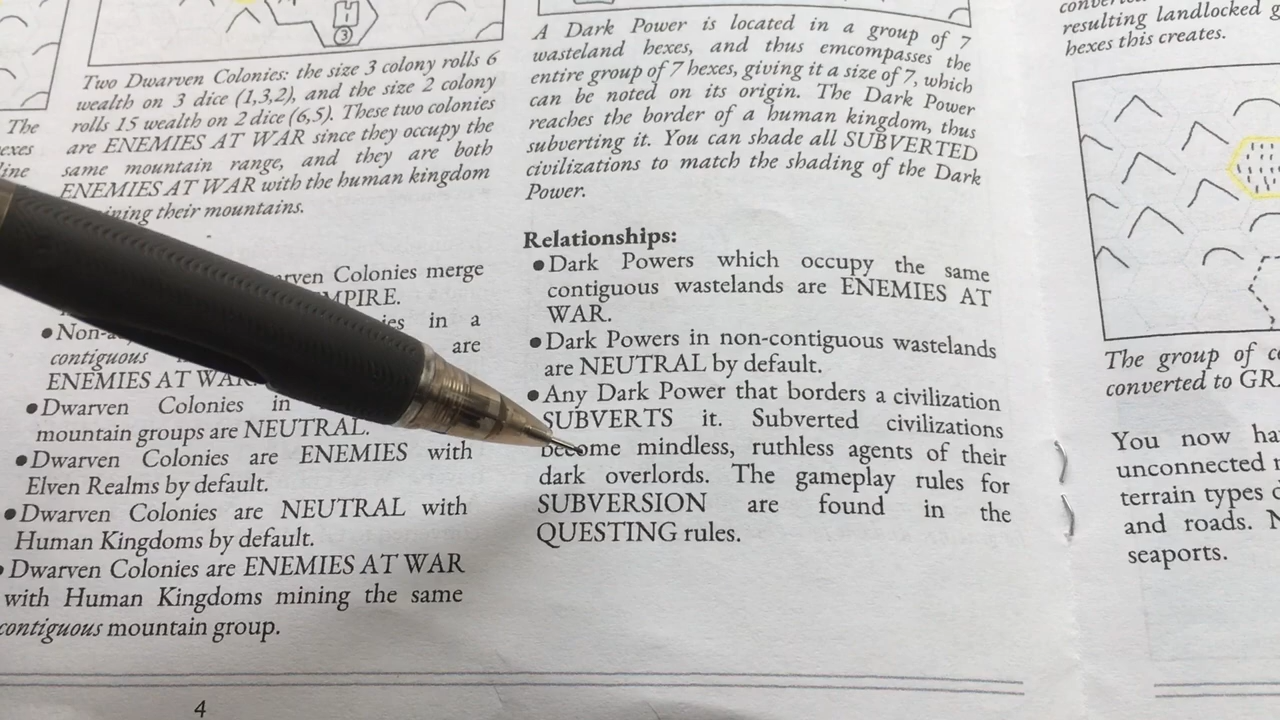 ③
Two Dwarven Colonies: the size 3 colony rolls 6
wealth on 3 dice (1,3,2), and the size 2 colony
rolls 15 wealth on 2 dice (6,5). These two colonies
are ENEMIES AT WAR since they occupy the
same mountain range, and they are both
ENEMIES AT WAR with the human kingdom
their mountains.
Colonies merge
in a
contiguous are
ENEMIES AT
●Dwarven Colonies in
mountain groups are NEUTRAL.
●Dwarven Colonies are ENEMIES with
Elven Realms by default.
●Dwarven Colonies are NEUTRAL with
Human Kingdoms by default.
Dwarven Colonies are ENEMIES AT WAR
with Human Kingdoms mining the same
contiguous mountain group.
4
The
A Dark Power is located in a group of 7
wasteland hexes, and thus emcompasses the
entire group of 7 hexes, giving it a size of 7, which
can be noted on its origin. The Dark Power
reaches the border of a human kingdom, thus
subverting it. You can shade all SUBVERTED
civilizations to match the shading of the Dark
Power.
Relationships:
●Dark Powers which occupy the same
contiguous wastelands are ENEMIES AT
WAR.
●Dark Powers in non-contiguous wastelands
are NEUTRAL by default.
●Any Dark Power that borders a civilization
SUBVERTS it. Subverted civilizations
become mindless, ruthless agents of their
dark overlords. The gameplay rules for
SUBVERSION are found in the
QUESTING rules.
resulting landlocked
hexes this creates.
The group of
converted to
You now
unconnected
terrain types
and roads.
seaports.